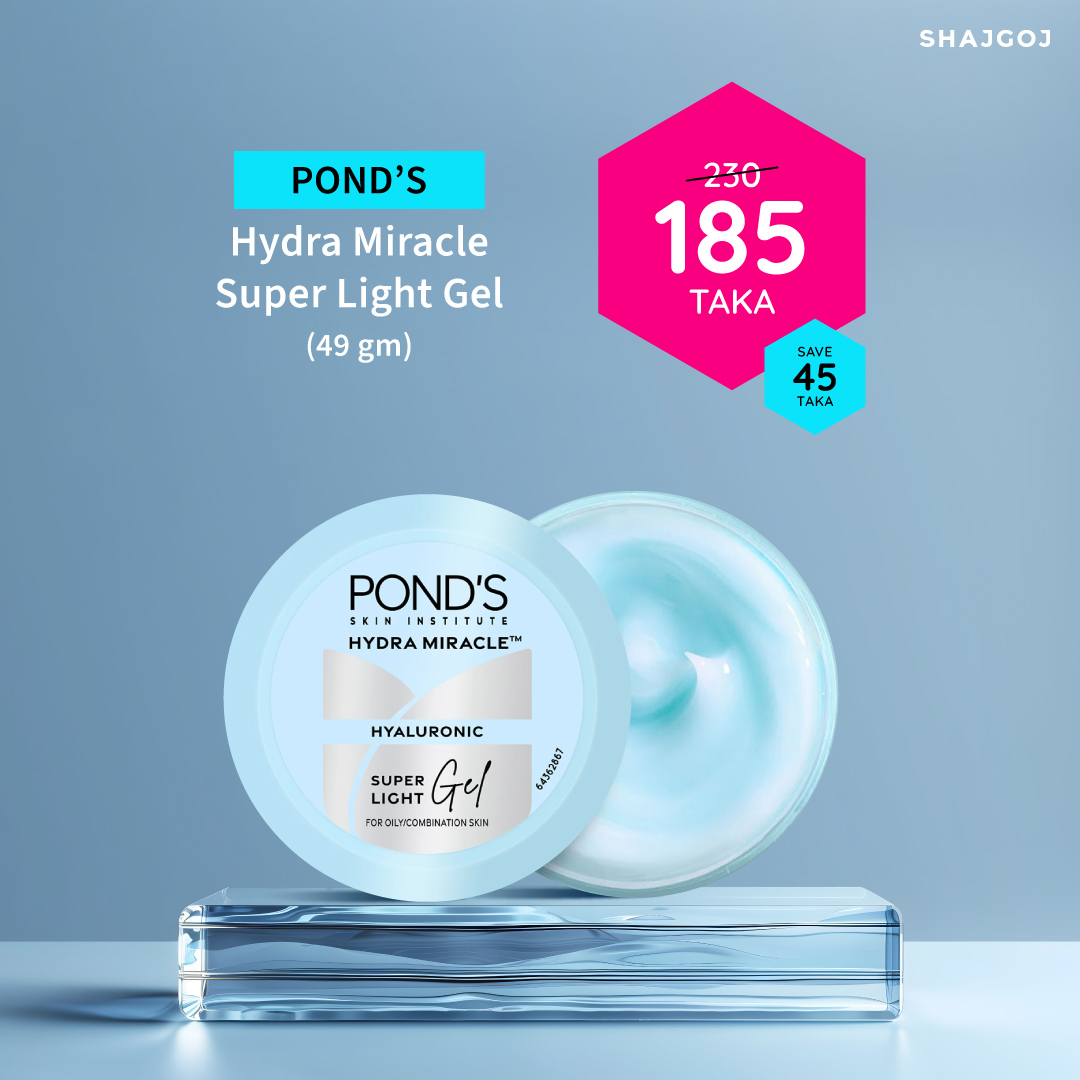 SHAJGOJ
POND’S
Hydra Miracle
Super Light Gel
(49 gm)
230
185
TAKA
SAVE
45
TAKA
POND'S
SKIN INSTITUTE
HYDRA MIRACLE™
HYALURONIC
SUPER
LIGHT Gel
FOR OILY/COMBINATION SKIN
64362867